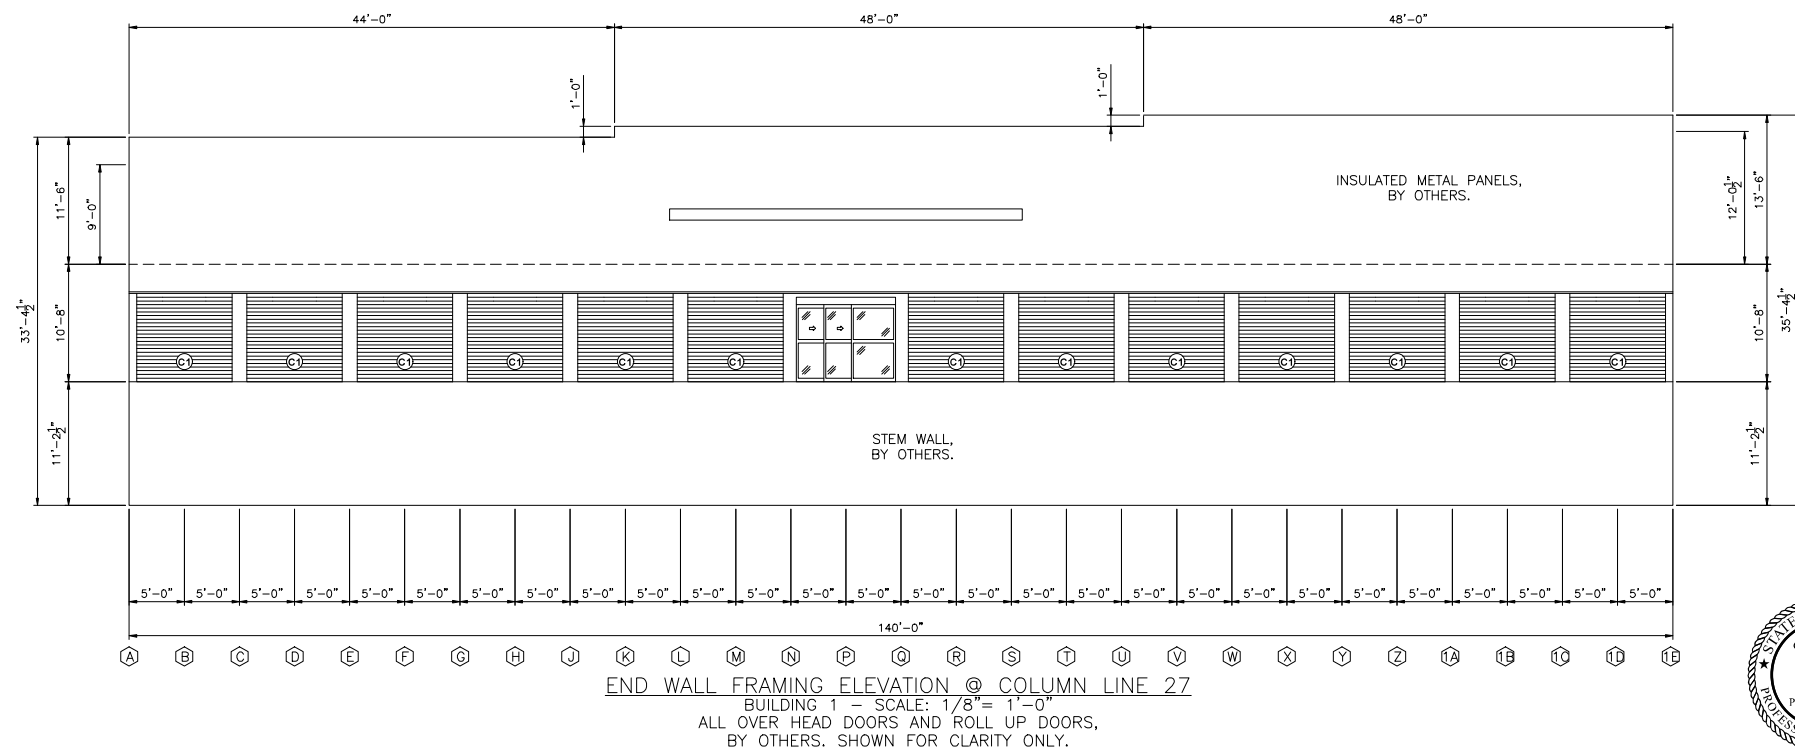 44'-0" 48'-0" 48'-0"
1'-0" 1'-0"
11'-6" 9'-0" 33'-4½" 10'-8" 11'-2½"
INSULATED METAL PANELS,
BY OTHERS.
12'-0½" 13'-6" 10'-8" 35'-4½" 11'-2½"
C1 C1 C1 C1 C1 C1 C1 C1 C1 C1 C1 C1 C1
STEM WALL,
BY OTHERS.
5'-0" 5'-0" 5'-0" 5'-0" 5'-0" 5'-0" 5'-0" 5'-0" 5'-0" 5'-0" 5'-0" 5'-0" 5'-0" 5'-0" 5'-0" 5'-0" 5'-0" 5'-0" 5'-0" 5'-0" 5'-0" 5'-0" 5'-0" 5'-0" 5'-0" 5'-0" 5'-0" 5'-0"
140'-0"
A B C D E F G H J K L M N P Q R S T U V W X Y Z 1A 1B 1C 1D 1E
END WALL FRAMING ELEVATION @ COLUMN LINE 27
BUILDING 1 - SCALE: 1/8"= 1'-0"
ALL OVER HEAD DOORS AND ROLL UP DOORS,
BY OTHERS. SHOWN FOR CLARITY ONLY.
STATE